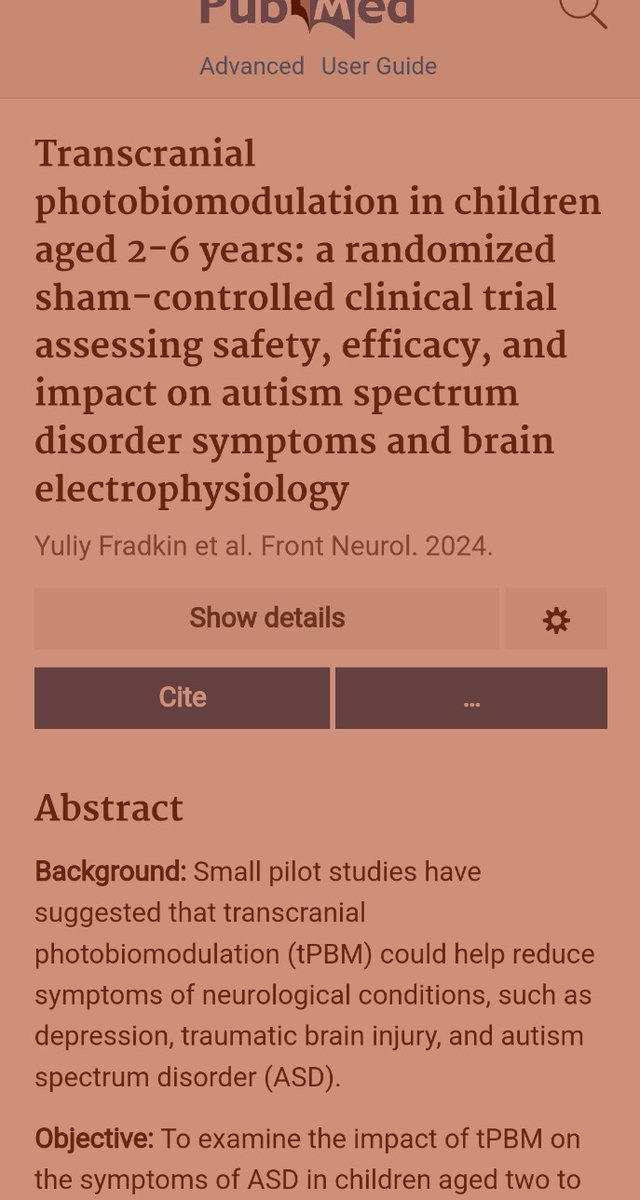 PubMed
Advanced User Guide
Transcranial
photobiomodulation in children
aged 2-6 years: a randomized
sham-controlled clinical trial
assessing safety, efficacy, and
impact on autism spectrum
disorder symptoms and brain
electrophysiology
Yuliy Fradkin et al. Front Neurol. 2024.
Show details
Cite
...
Abstract
Background: Small pilot studies have
suggested that transcranial
photobiomodulation (tPBM) could help reduce
symptoms of neurological conditions, such as
depression, traumatic brain injury, and autism
spectrum disorder (ASD).
Objective: To examine the impact of tPBM on
the symptoms of ASD in children aged two to